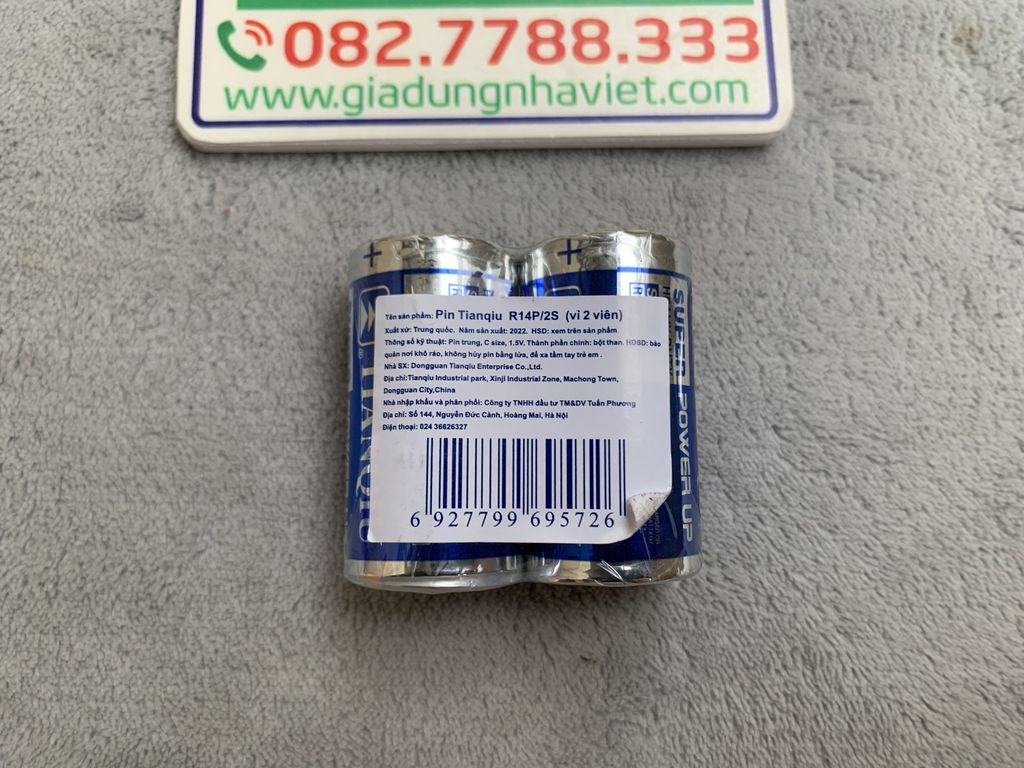 082.7788.333
www.giadungnhaviet.com
+ +
Tên sản phẩm: Pin Tianqiu R14P/2S (vỉ 2 viên)
Xuất xứ: Trung quốc. Năm sản xuất: 2022. HSD: xem trên sản phẩm
Thông số kỹ thuật: Pin trung, C size, 1.5V. Thành phần chính: bột than. HDSD: bảo
quản nơi khô ráo, không hủy pin bằng lửa, để xa tầm tay trẻ em .
Nhà SX: Dongguan Tianqiu Enterprise Co.,Ltd.
Địa chỉ:Tianqiu Industrial park, Xinji Industrial Zone, Machong Town,
Dongguan City,China
Nhà nhập khẩu và phân phối: Công ty TNHH đầu tư TM&DV Tuấn Phương
Địa chỉ: Số 144, Nguyễn Đức Cảnh, Hoàng Mai, Hà Nội
Điện thoại: 024 36626327
6 927799 695726
TIANQIU
SUPER POWER UP